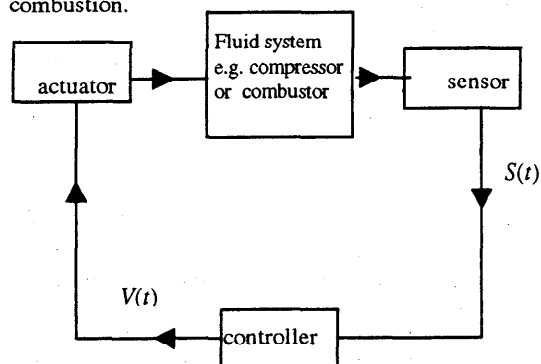 combustion.
Fluid system
e.g. compressor
or combustor
actuator
sensor
S(t)
V(t)
controller